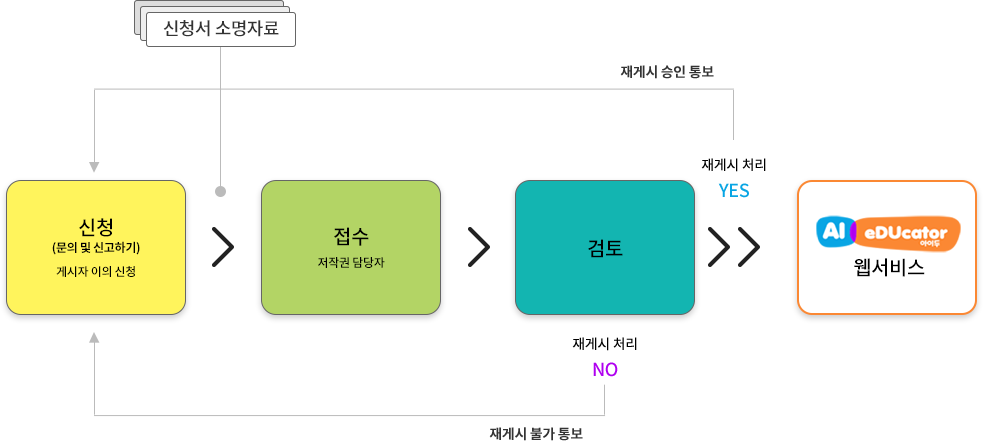 신청서 소명자료
재게시 승인 통보
재게시 처리
YES
신청
(문의 및 신고하기)
게시자 이의 신청
접수
저작권 담당자
검토
AI eDUcator
아이두
웹서비스
재게시 처리
NO
재게시 불가 통보